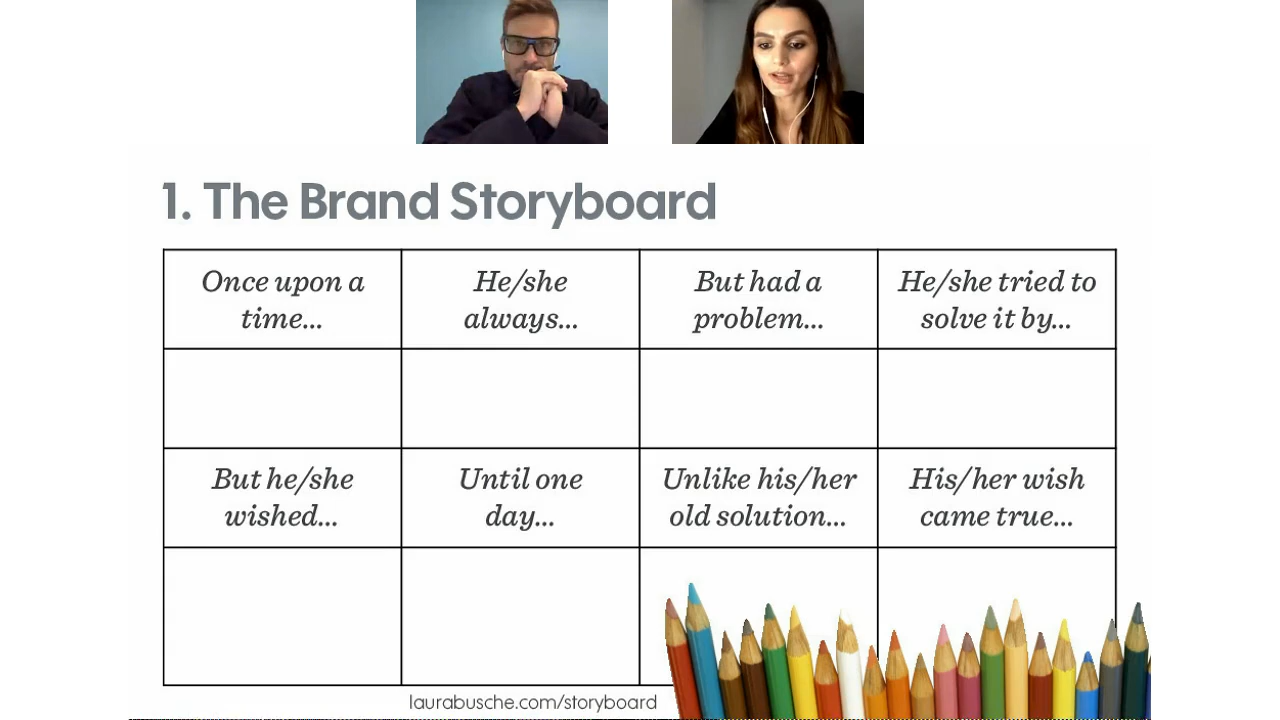 1. The Brand Storyboard
Once upon a
time...
He/she
always...
But had a
problem...
He/she tried to
solve it by...
But he/she
wished...
Until one
day...
Unlike his/her
old solution...
His/her wish
came true...
laurabusche.com/storyboard